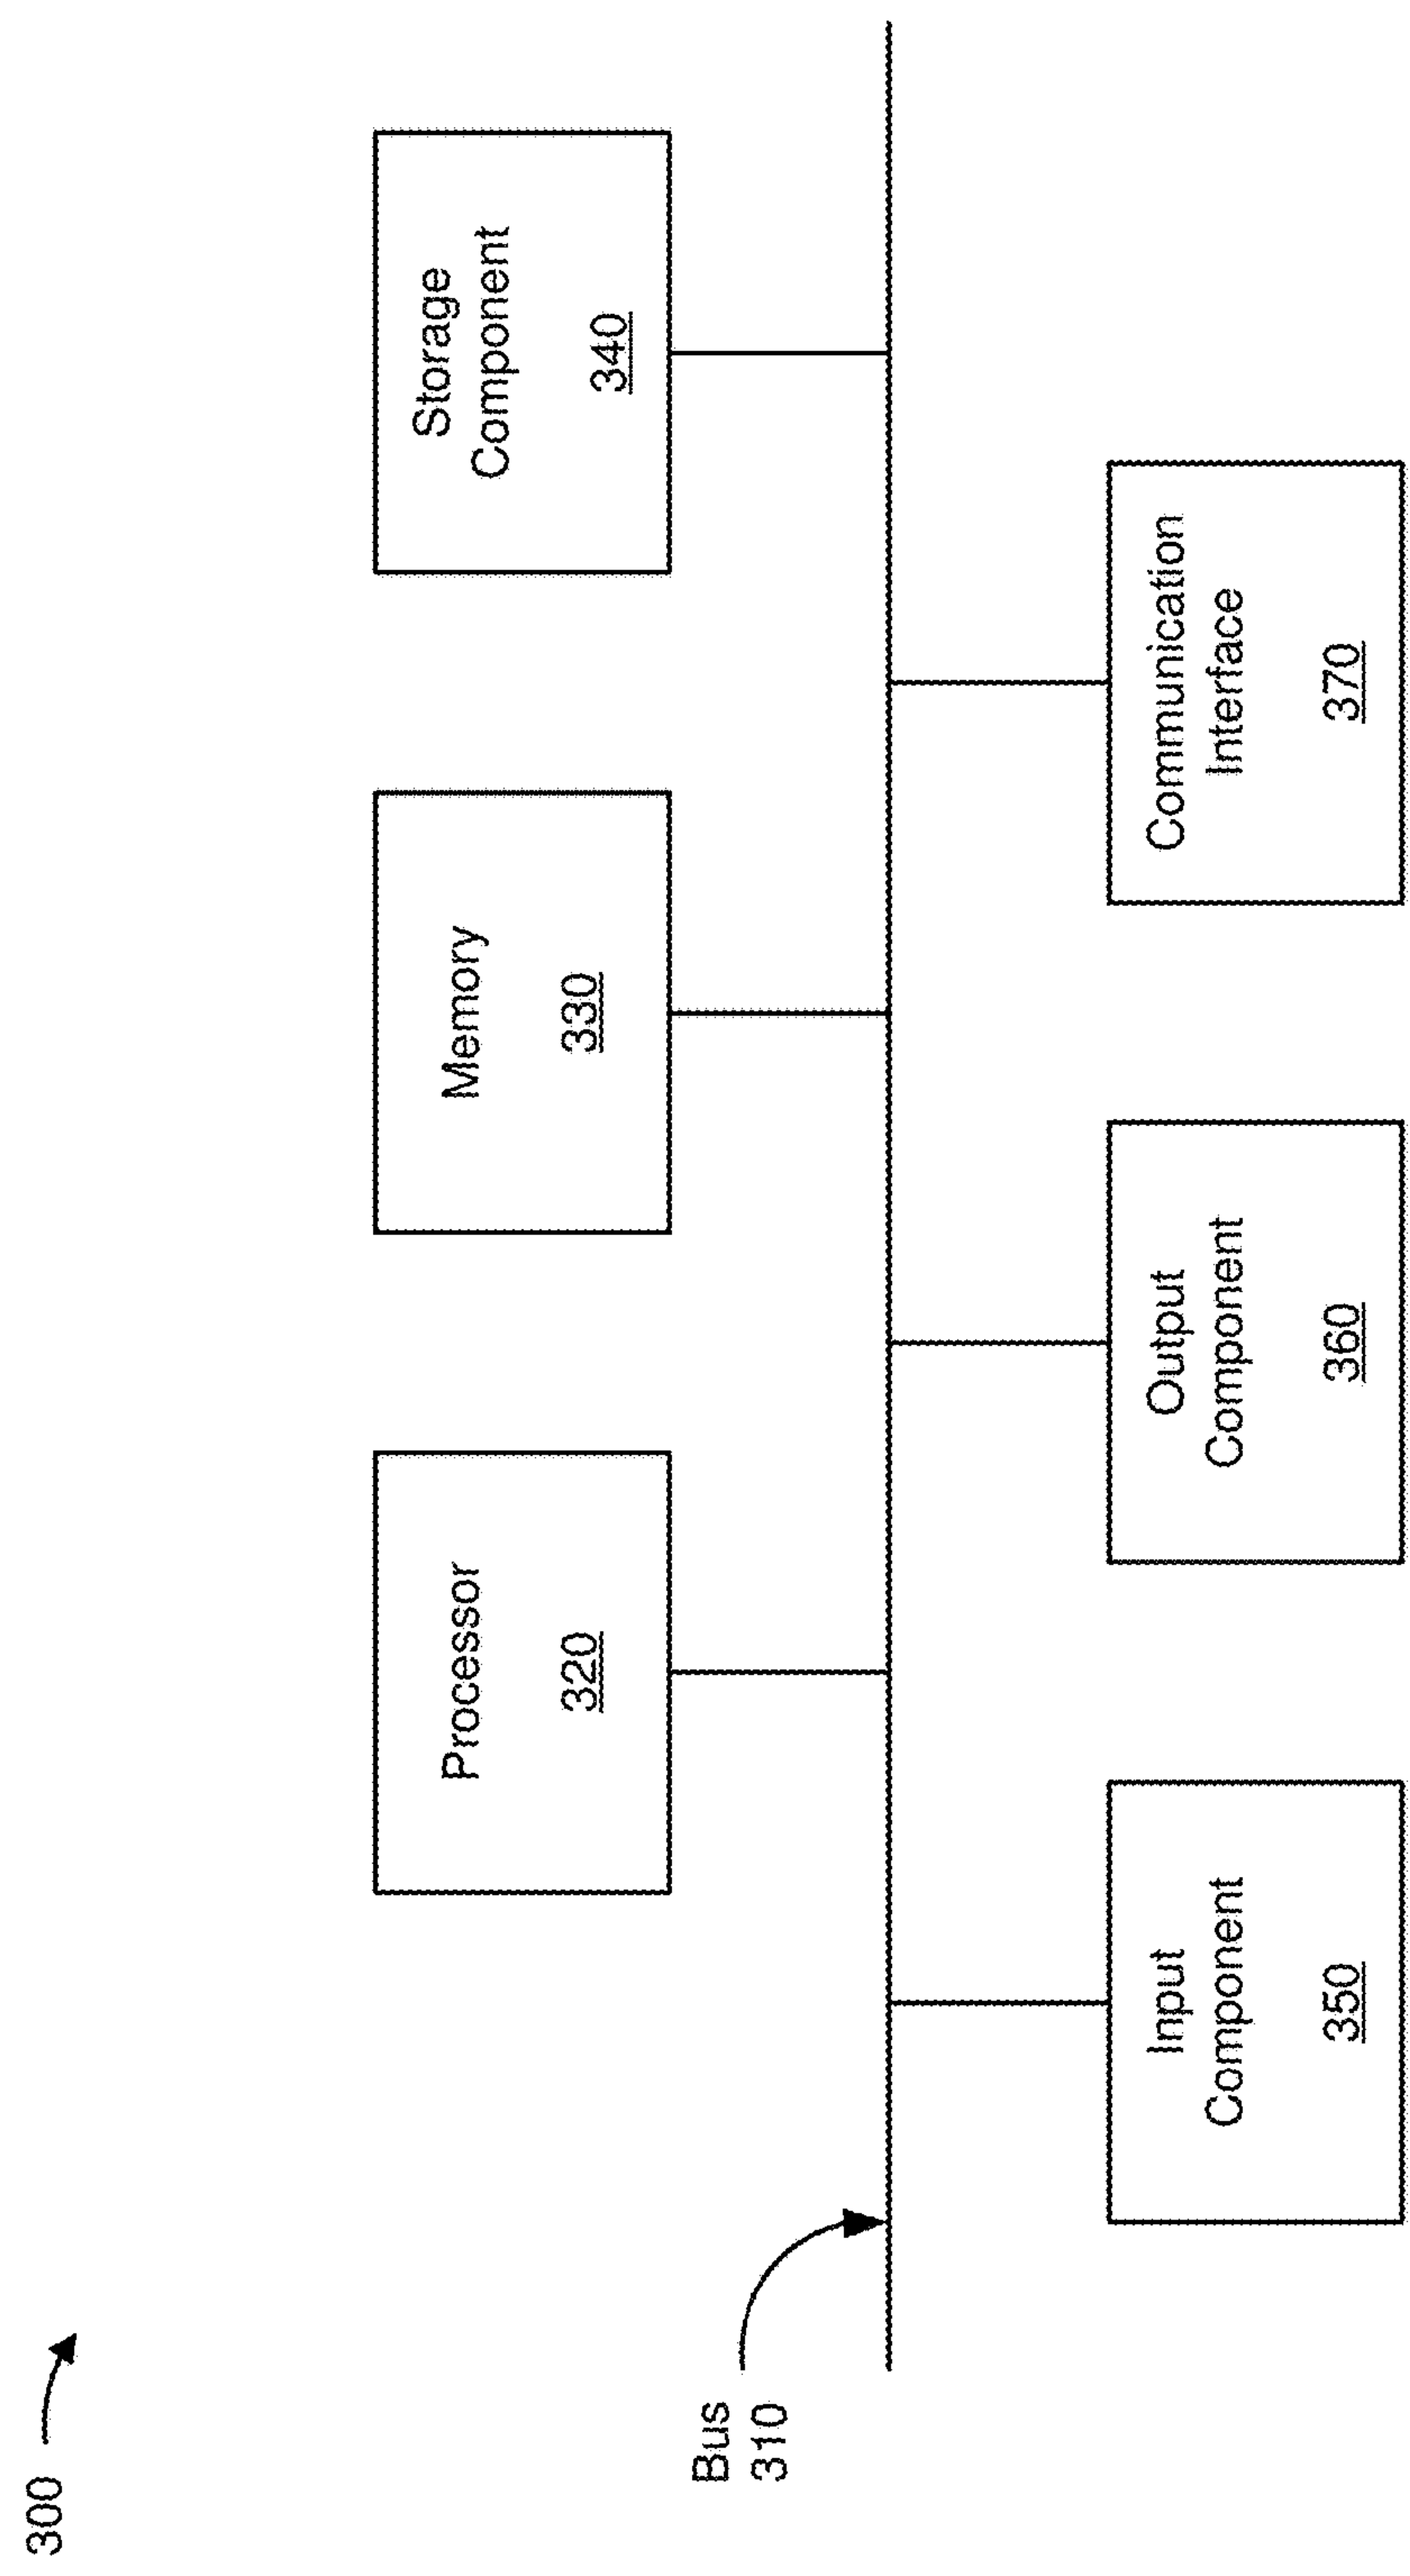 300
Processor
320
Memory
330
Storage
Component
340
Bus
310
Input
Component
350
Output
Component
360
Communication
Interface
370